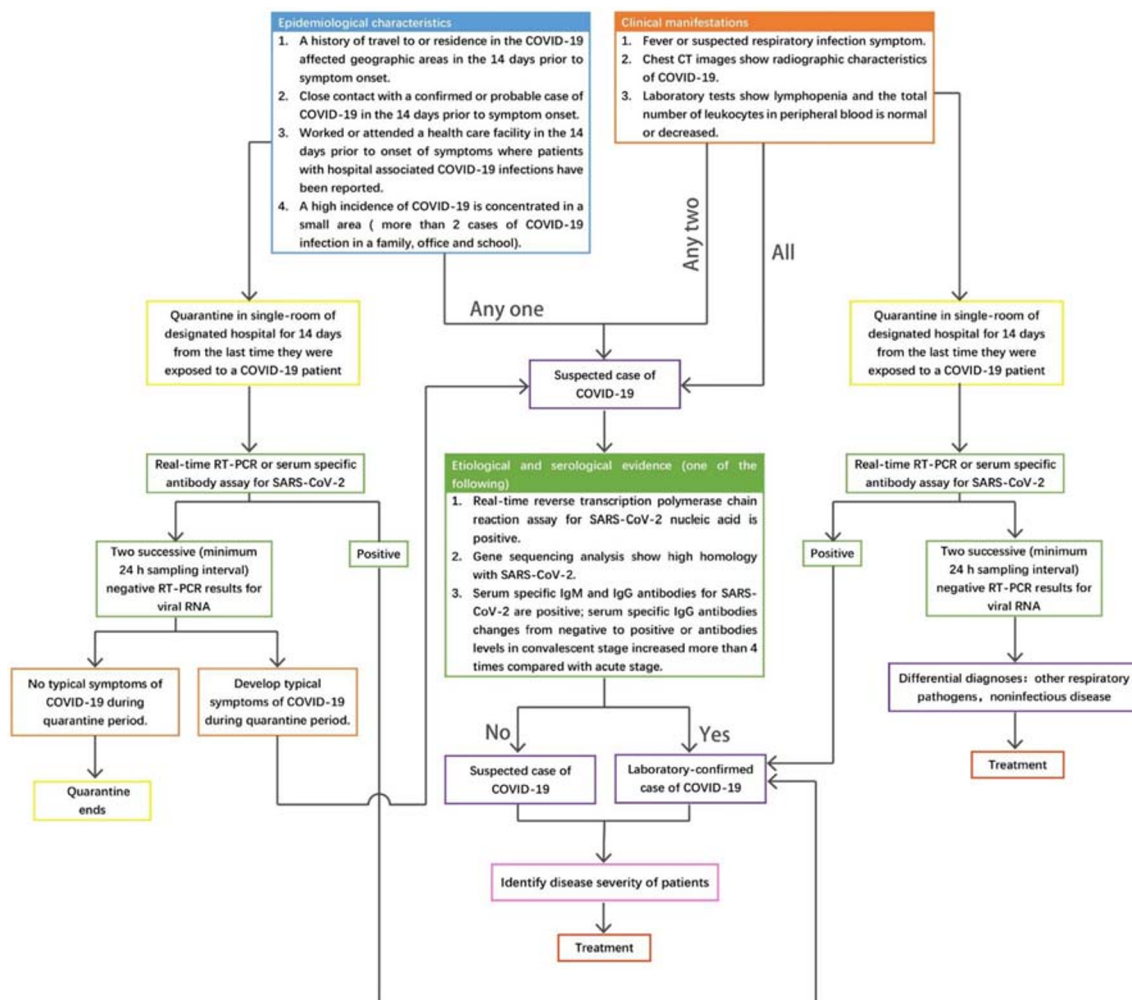 Epidemiological characteristics
1. A history of travel to or residence in the COVID-19
affected geographic areas in the 14 days prior to
symptom onset.
2. Close contact with a confirmed or probable case of
COVID-19 in the 14 days prior to symptom onset.
3. Worked or attended a health care facility in the 14
days prior to onset of symptoms where patients
with hospital associated COVID-19 infections have
been reported.
4. A high incidence of COVID-19 is concentrated in a
small area ( more than 2 cases of COVID-19
infection in a family, office and school).
Clinical manifestations
1. Fever or suspected respiratory infection symptom.
2. Chest CT images show radiographic characteristics
of COVID-19.
3. Laboratory tests show lymphopenia and the total
number of leukocytes in peripheral blood is normal
or decreased.
Any one
Any two
All
Quarantine in single-room of
designated hospital for 14 days
from the last time they were
exposed to a COVID-19 patient
Suspected case of
COVID-19
Quarantine in single-room of
designated hospital for 14 days
from the last time they were
exposed to a COVID-19 patient
Real-time RT-PCR or serum specific
antibody assay for SARS-CoV-2
Etiological and serological evidence (one of the
following)
1. Real-time reverse transcription polymerase chain
reaction assay for SARS-CoV-2 nucleic acid is
positive.
2. Gene sequencing analysis show high homology
with SARS-CoV-2.
3. Serum specific IgM and IgG antibodies for SARS-
CoV-2 are positive; serum specific IgG antibodies
changes from negative to positive or antibodies
levels in convalescent stage increased more than 4
times compared with acute stage.
Real-time RT-PCR or serum specific
antibody assay for SARS-CoV-2
Two successive (minimum
24 h sampling interval)
negative RT-PCR results for
viral RNA
Positive
Positive
Two successive (minimum
24 h sampling interval)
negative RT-PCR results for
viral RNA
No typical symptoms of
COVID-19 during
quarantine period.
Develop typical
symptoms of COVID-19
during quarantine period.
Differential diagnoses: other respiratory
pathogens, noninfectious disease
No
Yes
Quarantine
ends
Suspected case of
COVID-19
Laboratory-confirmed
case of COVID-19
Treatment
Identify disease severity of patients
Treatment